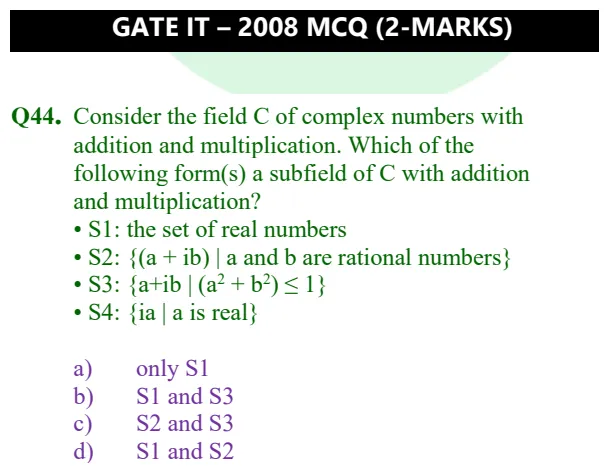 GATE IT – 2008 MCQ (2-MARKS)
Q44. Consider the field C of complex numbers with
addition and multiplication. Which of the
following form(s) a subfield of C with addition
and multiplication?
• S1: the set of real numbers
• S2: {(a + ib) | a and b are rational numbers}
• S3: {a+ib | (a² + b²) ≤ 1}
• S4: {ia | a is real}
a) only S1
b) S1 and S3
c) S2 and S3
d) S1 and S2